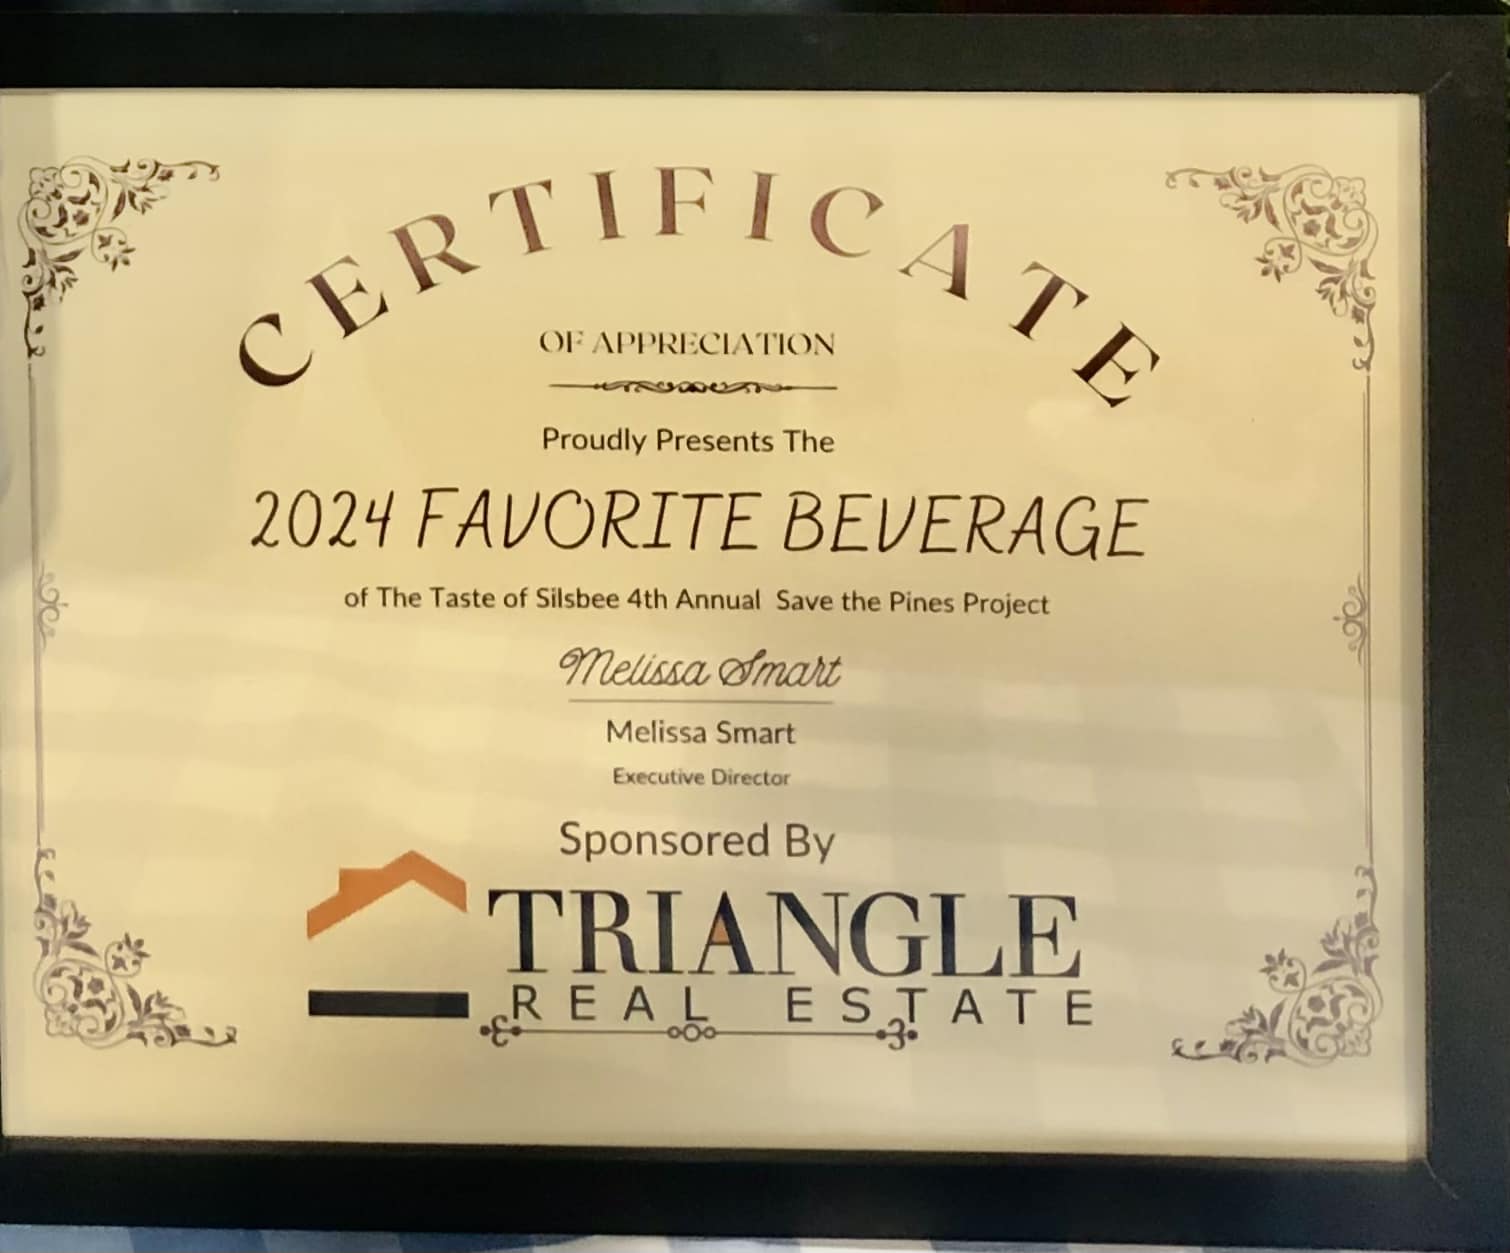 CERTIFICATE
OF APPRECIATION
Proudly Presents The
2024 FAVORITE BEVERAGE
of The Taste of Silsbee 4th Annual Save the Pines Project
Melissa Smart
Melissa Smart
Executive Director
Sponsored By
TRIANGLE
REAL ESTATE